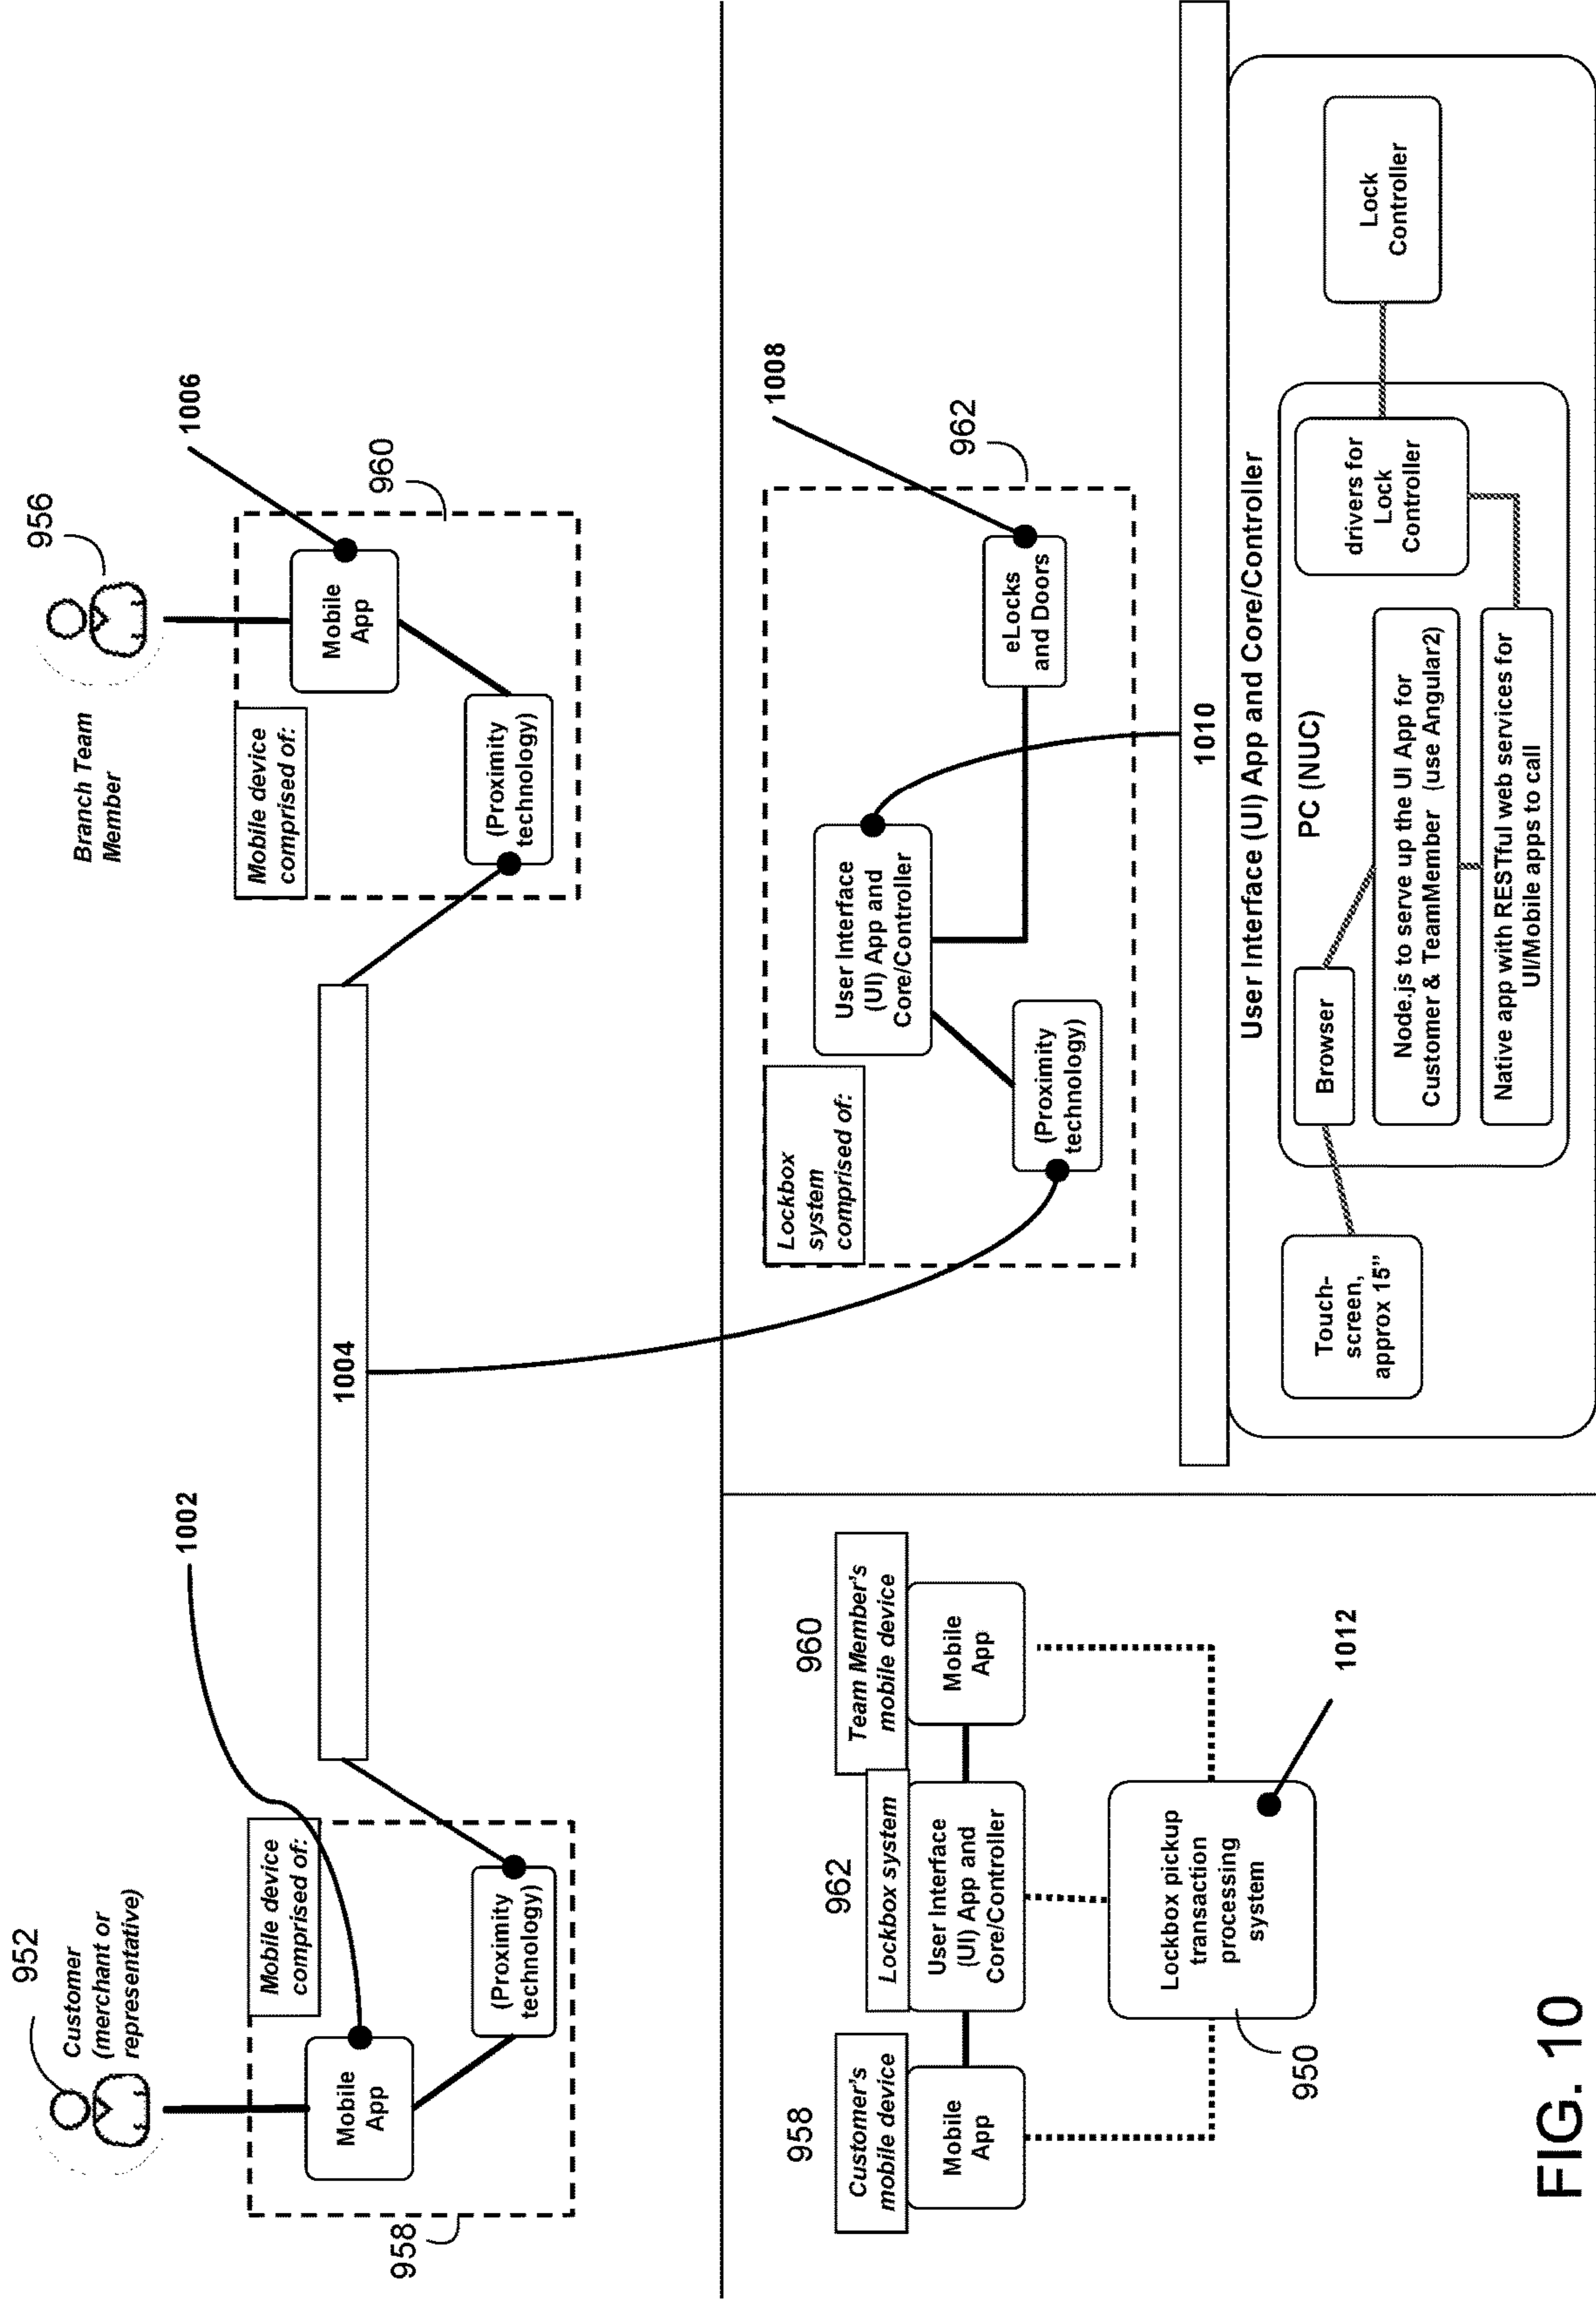 952
Customer
(merchant or
representative)
958
Mobile device
comprised of:
Mobile
App
(Proximity
technology)
1002
1004
956
Branch Team
Member
1006
960
Mobile device
comprised of:
Mobile
App
(Proximity
technology)
958
Customer's
mobile device
Mobile
App
962
Lockbox system
User Interface
(UI) App and
Core/Controller
960
Team Member's
mobile device
Mobile
App
Lockbox pickup
transaction
processing
system
950
1012
Lockbox
system
comprised of:
User Interface
(UI) App and
Core/Controller
(Proximity
technology)
eLocks
and Doors
1008
962
1010
User Interface (UI) App and Core/Controller
Touch-
screen,
approx 15”
PC (NUC)
Browser
Node.js to serve up the UI App for
Customer & TeamMember (use Angular2)
Native app with RESTful web services for
UI/Mobile apps to call
drivers for
Lock
Controller
Lock
Controller
FIG. 10